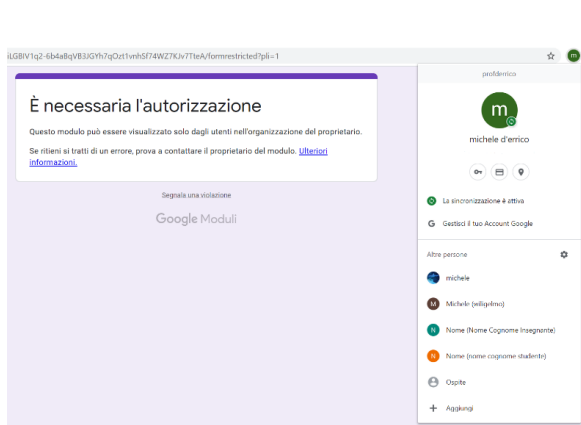 iLGBIV1q2-6b4aBqVB3JGYh7qOzt1vnhSf74WZ7KJv7TteA/formrestricted?pli=1
m
profderrico
È necessaria l'autorizzazione
Questo modulo può essere visualizzato solo dagli utenti nell'organizzazione del proprietario.
Se ritieni si tratti di un errore, prova a contattare il proprietario del modulo. Ulteriori
informazioni.
Segnala una violazione
Google Moduli
m
michele d'errico
La sincronizzazione è attiva
G Gestisci il tuo Account Google
Altre persone
michele
M Michele (wiligelmo)
N Nome (Nome Cognome Insegnante)
N Nome (nome cognome studente)
Ospite
+ Aggiungi